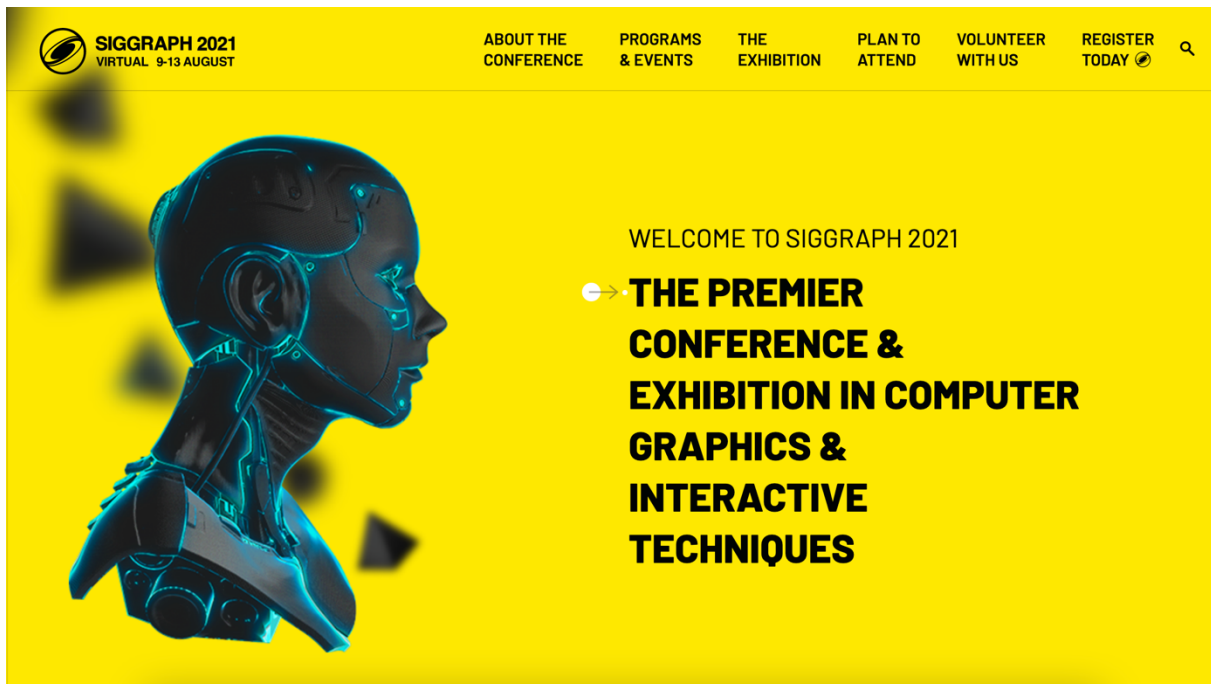 SIGGRAPH 2021
VIRTUAL 9-13 AUGUST
ABOUT THE
CONFERENCE
PROGRAMS
& EVENTS
THE
EXHIBITION
PLAN TO
ATTEND
VOLUNTEER
WITH US
REGISTER
TODAY
WELCOME TO SIGGRAPH 2021
THE PREMIER
CONFERENCE &
EXHIBITION IN COMPUTER
GRAPHICS &
INTERACTIVE
TECHNIQUES